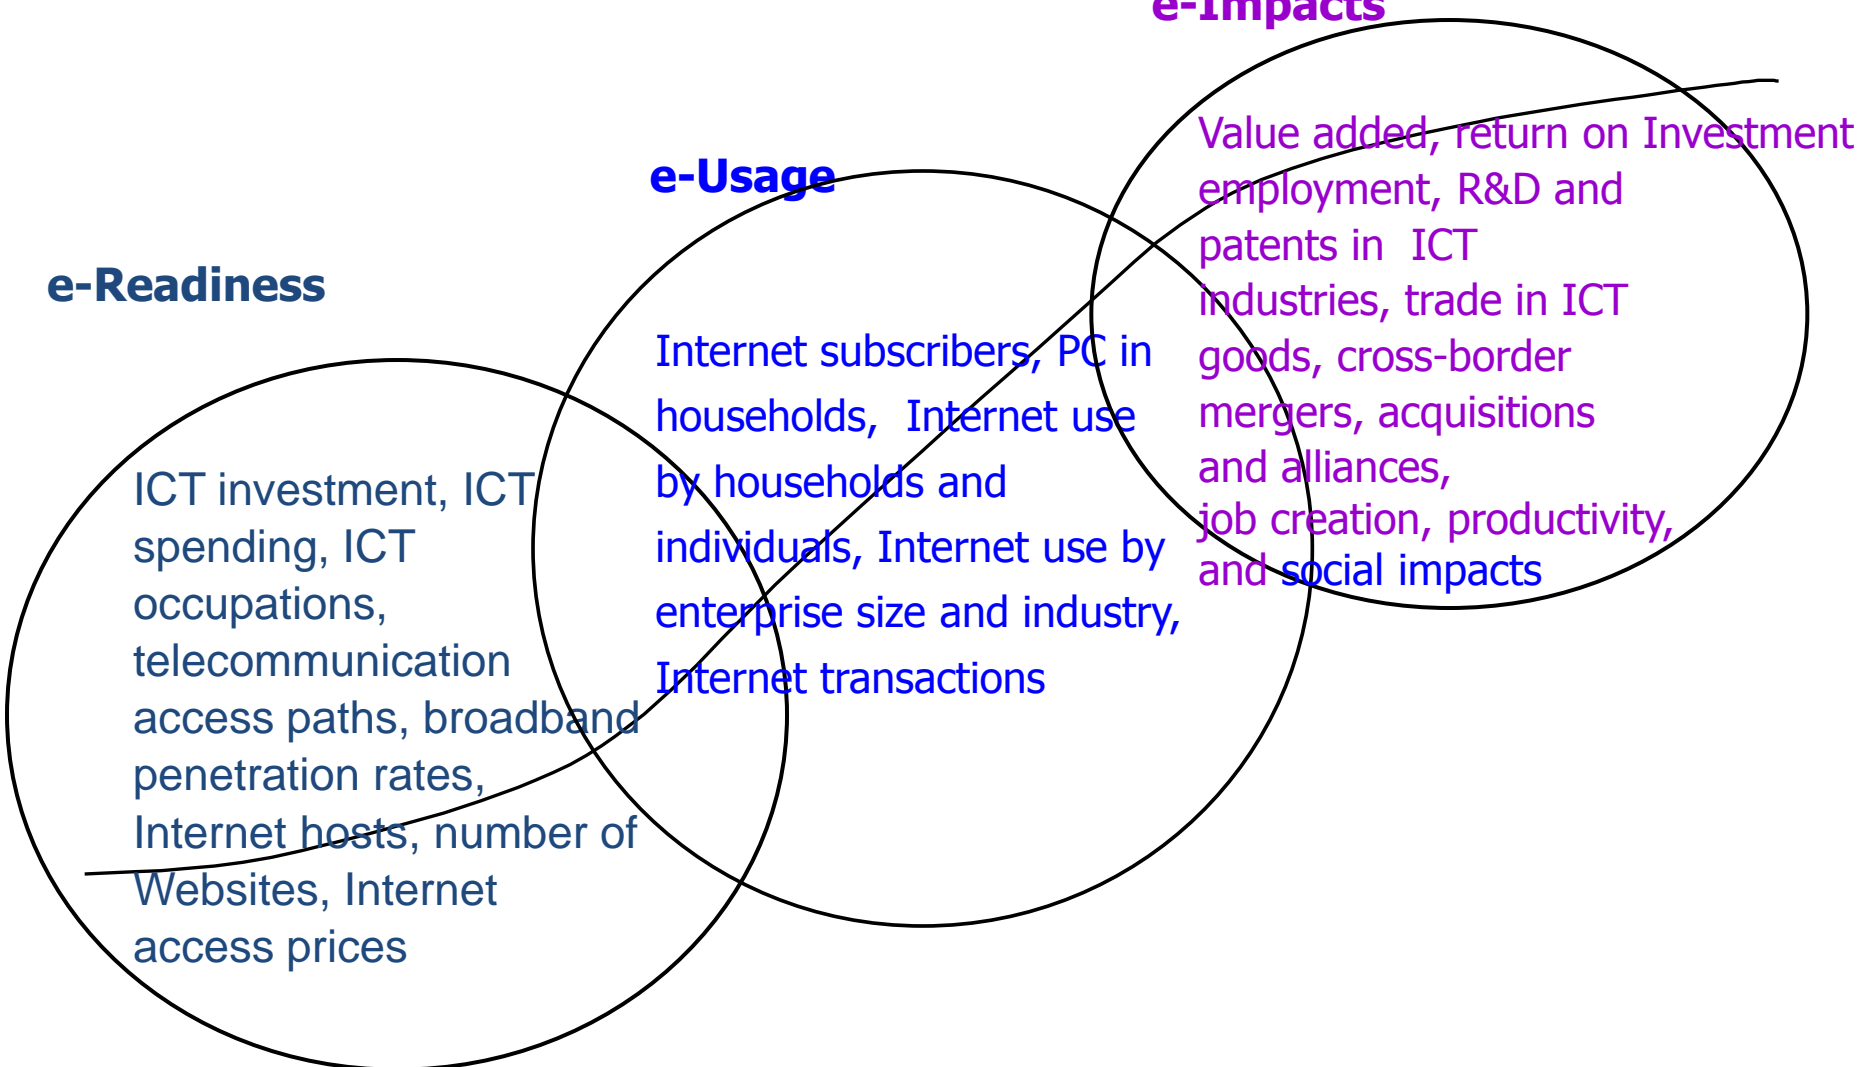 e-Impacts
Value added, return on Investment
employment, R&D and
patents in ICT
industries, trade in ICT
goods, cross-border
mergers, acquisitions
and alliances,
job creation, productivity,
and social impacts
e-Usage
Internet subscribers, PC in
households, Internet use
by households and
individuals, Internet use by
enterprise size and industry,
Internet transactions
e-Readiness
ICT investment, ICT
spending, ICT
occupations,
telecommunication
access paths, broadband
penetration rates,
Internet hosts, number of
Websites, Internet
access prices